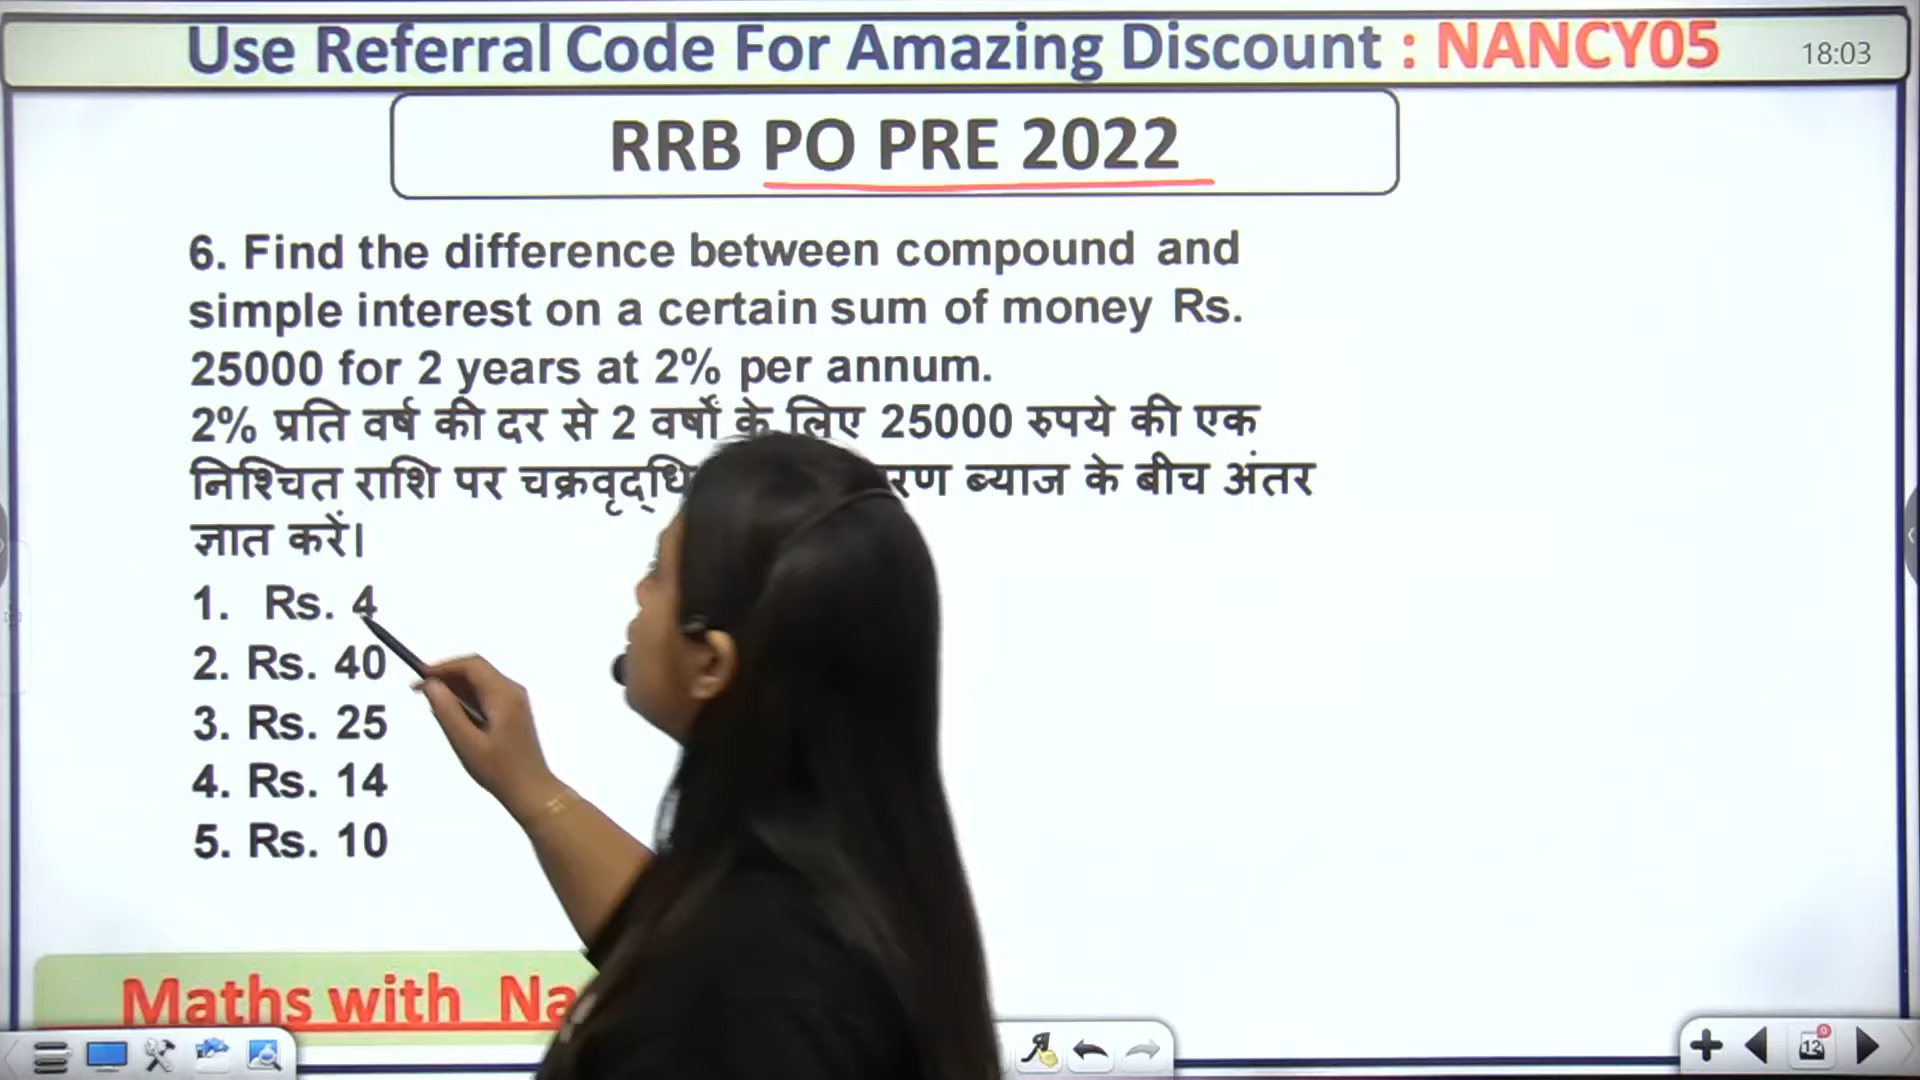 Use Referral Code For Amazing Discount : NANCY05
18:03
RRB PO PRE 2022
6. Find the difference between compound and
simple interest on a certain sum of money Rs.
25000 for 2 years at 2% per annum.
2% प्रति वर्ष की दर से 2 वर्षों के लिए 25000 रुपये की एक
निश्चित राशि पर चक्रवृद्धि रण ब्याज के बीच अंतर
ज्ञात करें।
1. Rs. 4
2. Rs. 40
3. Rs. 25
4. Rs. 14
5. Rs. 10
Maths with Na
0
12